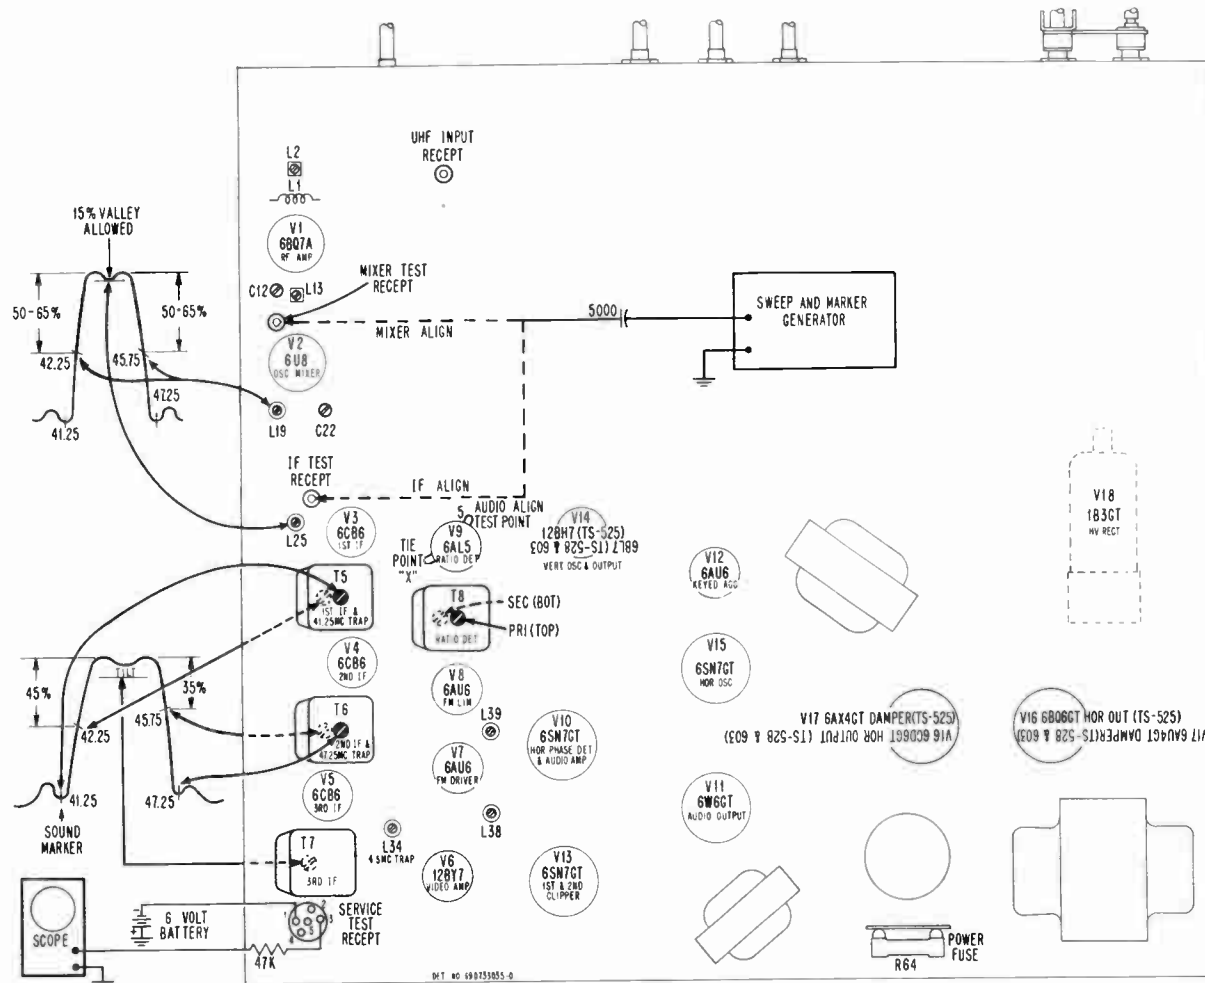 UHF INPUT
RECEPT
L2
L1
15% VALLEY
ALLOWED
V1
6BQ7A
RF AMP
MIXER TEST
RECEPT
C12
L13
50-65%
50-65%
MIXER ALIGN
5000
SWEEP AND MARKER
GENERATOR
V2
6U8
OSC MIXER
42.25
45.75
47.25
41.25
L19
C22
IF TEST
RECEPT
IF ALIGN
L25
V3
6CB6
1ST IF
5
AUDIO ALIGN
TEST POINT
V9
6AL5
RATIO DET
TIE
POINT
"X"
V14
12BH7 (TS-525)
6BL7 (TS-528 & 603)
VERT OSC & OUTPUT
V12
6AU6
KEYED AGC
V18
1B3GT
HV RECT
T5
1ST IF &
41.25MC TRAP
T8
RATIO DET
SEC (BOT)
PRI (TOP)
V4
6CB6
2ND IF
V15
6SN7GT
HOR OSC
45%
TILT
35%
42.25
45.75
41.25
47.25
SOUND
MARKER
V8
6AU6
FM LIM
L39
T6
2ND IF &
47.25MC TRAP
V10
6SN7GT
HOR PHASE DET
& AUDIO AMP
V17 6AX4GT DAMPER(TS-525)
V16 6CD6GT HOR OUTPUT (TS-528 & 603)
V16 6BQ6GT HOR OUT (TS-525)
V17 6AU4GT DAMPER(TS-528 & 603)
V7
6AU6
FM DRIVER
V5
6CB6
3RD IF
V11
6W6GT
AUDIO OUTPUT
L38
L34
4.5MC TRAP
T7
3RD IF
V6
12BY7
VIDEO AMP
V13
6SN7GT
1ST & 2ND
CLIPPER
SCOPE
6 VOLT
BATTERY
1
2
3
4
5
SERVICE
TEST
RECEPT
47K
POWER
FUSE
R64